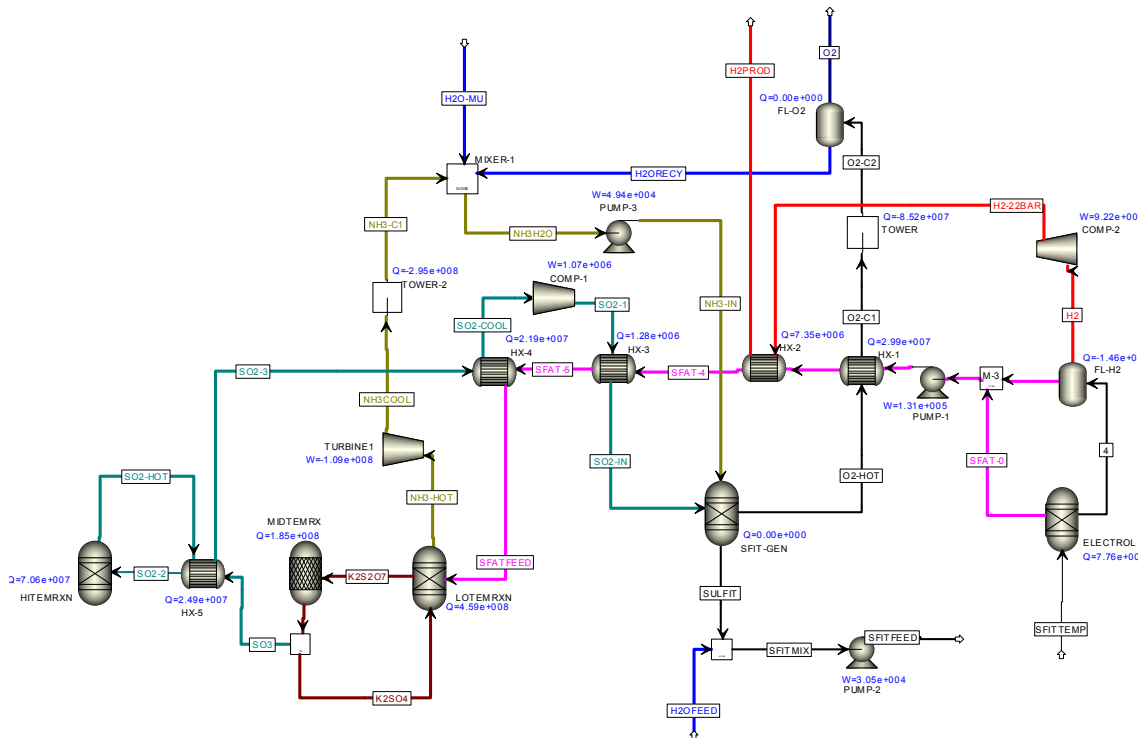 O2
H2PROD
Q=0.00e+000
FL-O2
H2O-MU
O2-C2
MIXER-1
H2ORECY
W=4.94e+004
PUMP-3
H2-22BAR
W=9.22e+00
COMP-2
NH3-C1
Q=-8.52e+007
TOWER
NH3H2O
W=1.07e+006
COMP-1
Q=-2.95e+008
TOWER-2
NH3-IN
O2-C1
SO2-1
H2
SO2-COOL
Q=1.28e+006
HX-3
Q=7.35e+006
HX-2
Q=2.19e+007
HX-4
Q=2.99e+007
HX-1
Q=-1.46e+0
FL-H2
SO2-3
SFAT-5
SFAT-4
M-3
W=1.31e+005
PUMP-1
NH3COOL
TURBINE1
W=-1.09e+008
SO2-IN
SFAT-0
4
SO2-HOT
O2-HOT
NH3-HOT
MIDTEMRX
Q=1.85e+008
Q=0.00e+000
SFIT-GEN
ELECTROL
Q=7.76e+00
SFATFEED
SO2-2
K2S2O7
Q=7.06e+007
HITEMRXN
LOTEMRXN
Q=4.59e+008
Q=2.49e+007
HX-5
SULFIT
SO3
SFITTEMP
SFITFEED
SFITMIX
W=3.05e+004
PUMP-2
K2SO4
H2OFEED